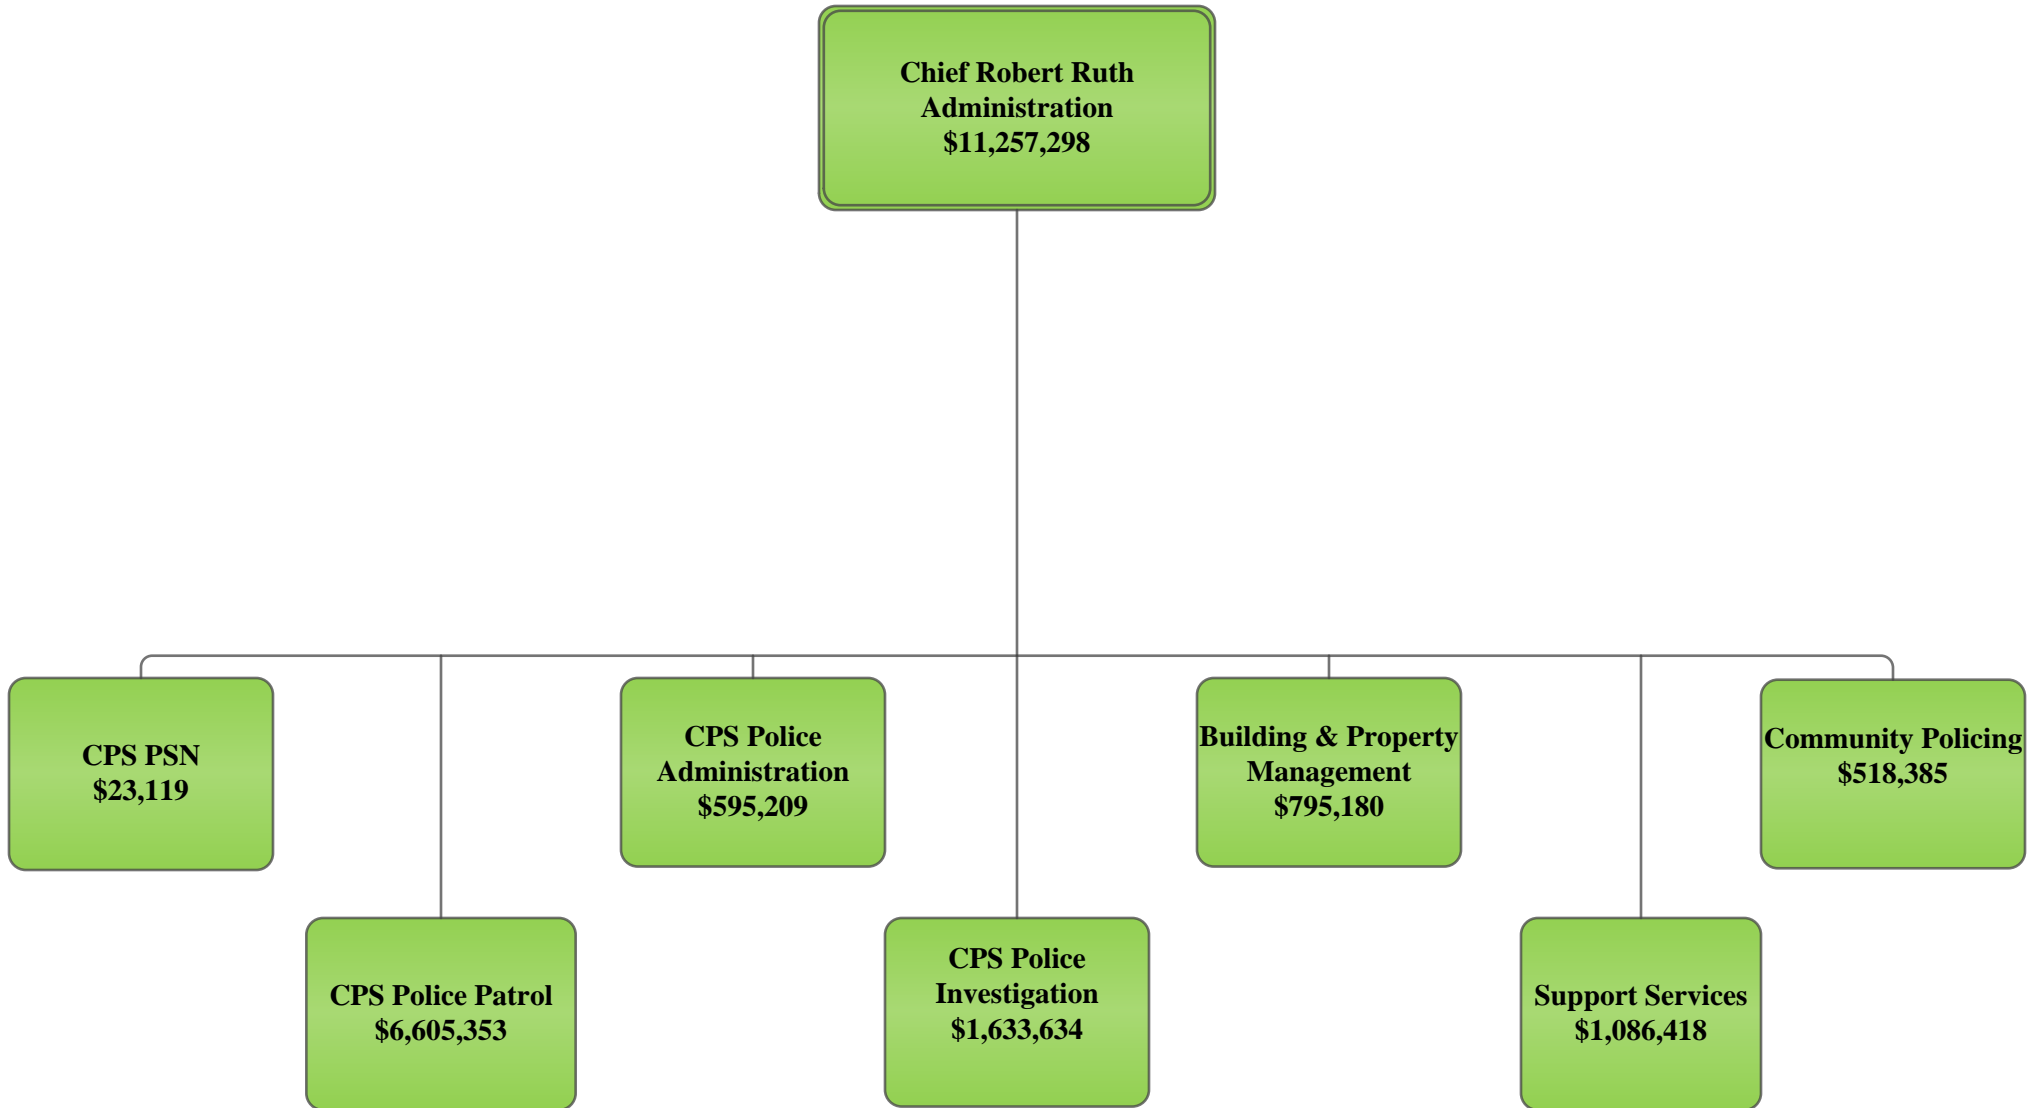 Chief Robert Ruth
Administration
$11,257,298
CPS PSN
$23,119
CPS Police
Administration
$595,209
Building & Property
Management
$795,180
Community Policing
$518,385
CPS Police Patrol
$6,605,353
CPS Police
Investigation
$1,633,634
Support Services
$1,086,418